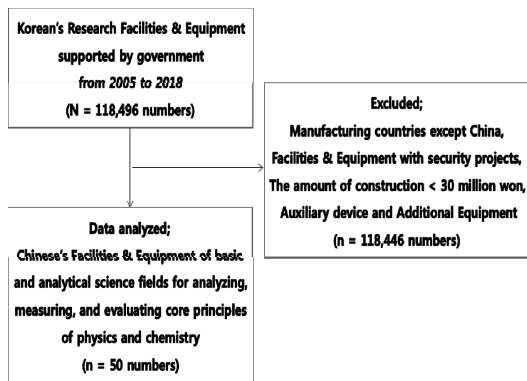 Korean's Research Facilities & Equipment
supported by government
from 2005 to 2018
(N = 118,496 numbers)
Excluded;
Manufacturing countries except China,
Facilities & Equipment with security projects,
The amount of construction < 30 million won,
Auxiliary device and Additional Equipment
(n = 118,446 numbers)
Data analyzed;
Chinese's Facilities & Equipment of basic
and analytical science fields for analyzing,
measuring, and evaluating core principles
of physics and chemistry
(n = 50 numbers)